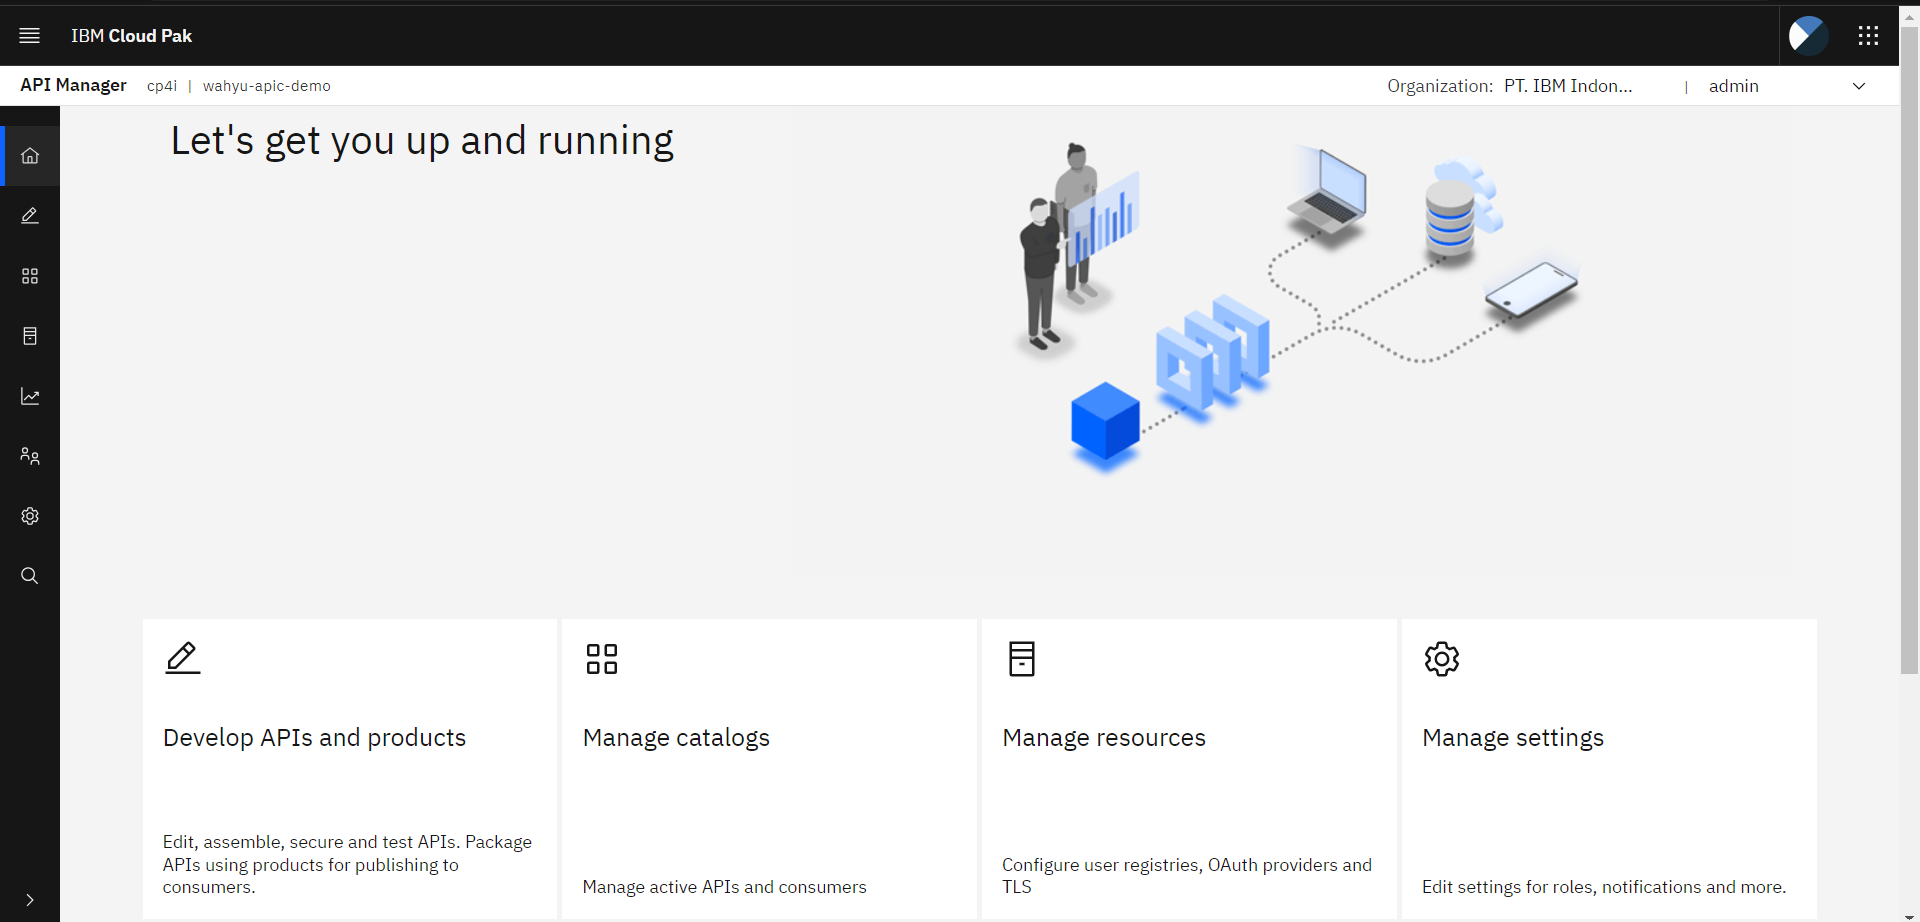 IBM Cloud Pak
API Manager cp4i | wahyu-apic-demo Organization: PT. IBM Indon... | admin
Let's get you up and running
Develop APIs and products
Edit, assemble, secure and test APIs. Package
APIs using products for publishing to
consumers.
Manage catalogs
Manage active APIs and consumers
Manage resources
Configure user registries, OAuth providers and
TLS
Manage settings
Edit settings for roles, notifications and more.